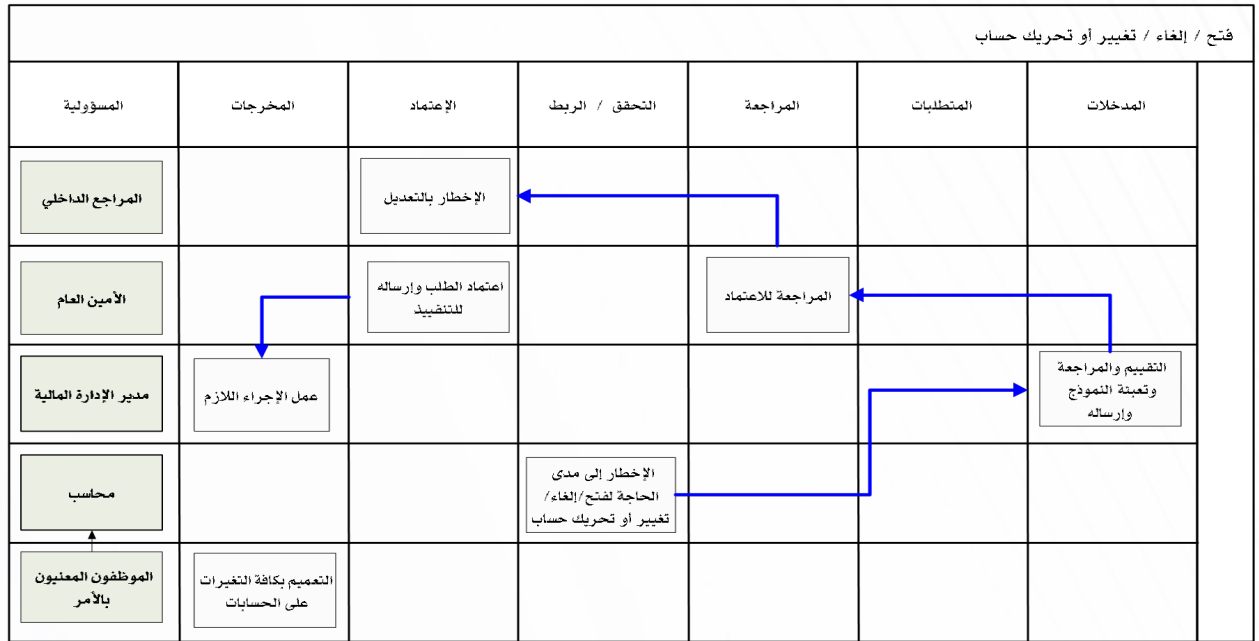 فتح / إلغاء / تغيير أو تحريك حساب
المدخلات
المتطلبات
المراجعة
التحقق / الربط
الإعتماد
المخرجات
المسؤولية
الإخطار بالتعديل
المراجع الداخلي
المراجعة للاعتماد
اعتماد الطلب وإرساله
للتنفييذ
الأمين العام
التقييم والمراجعة
وتعبئة النموذج
وإرساله
عمل الإجراء اللازم
مدير الإدارة المالية
الإخطار إلى مدى
الحاجة لفتح/إلغاء/
تغيير أو تحريك حساب
محاسب
التعميم بكافة التغيرات
على الحسابات
الموظفون المعنيون
بالأمر